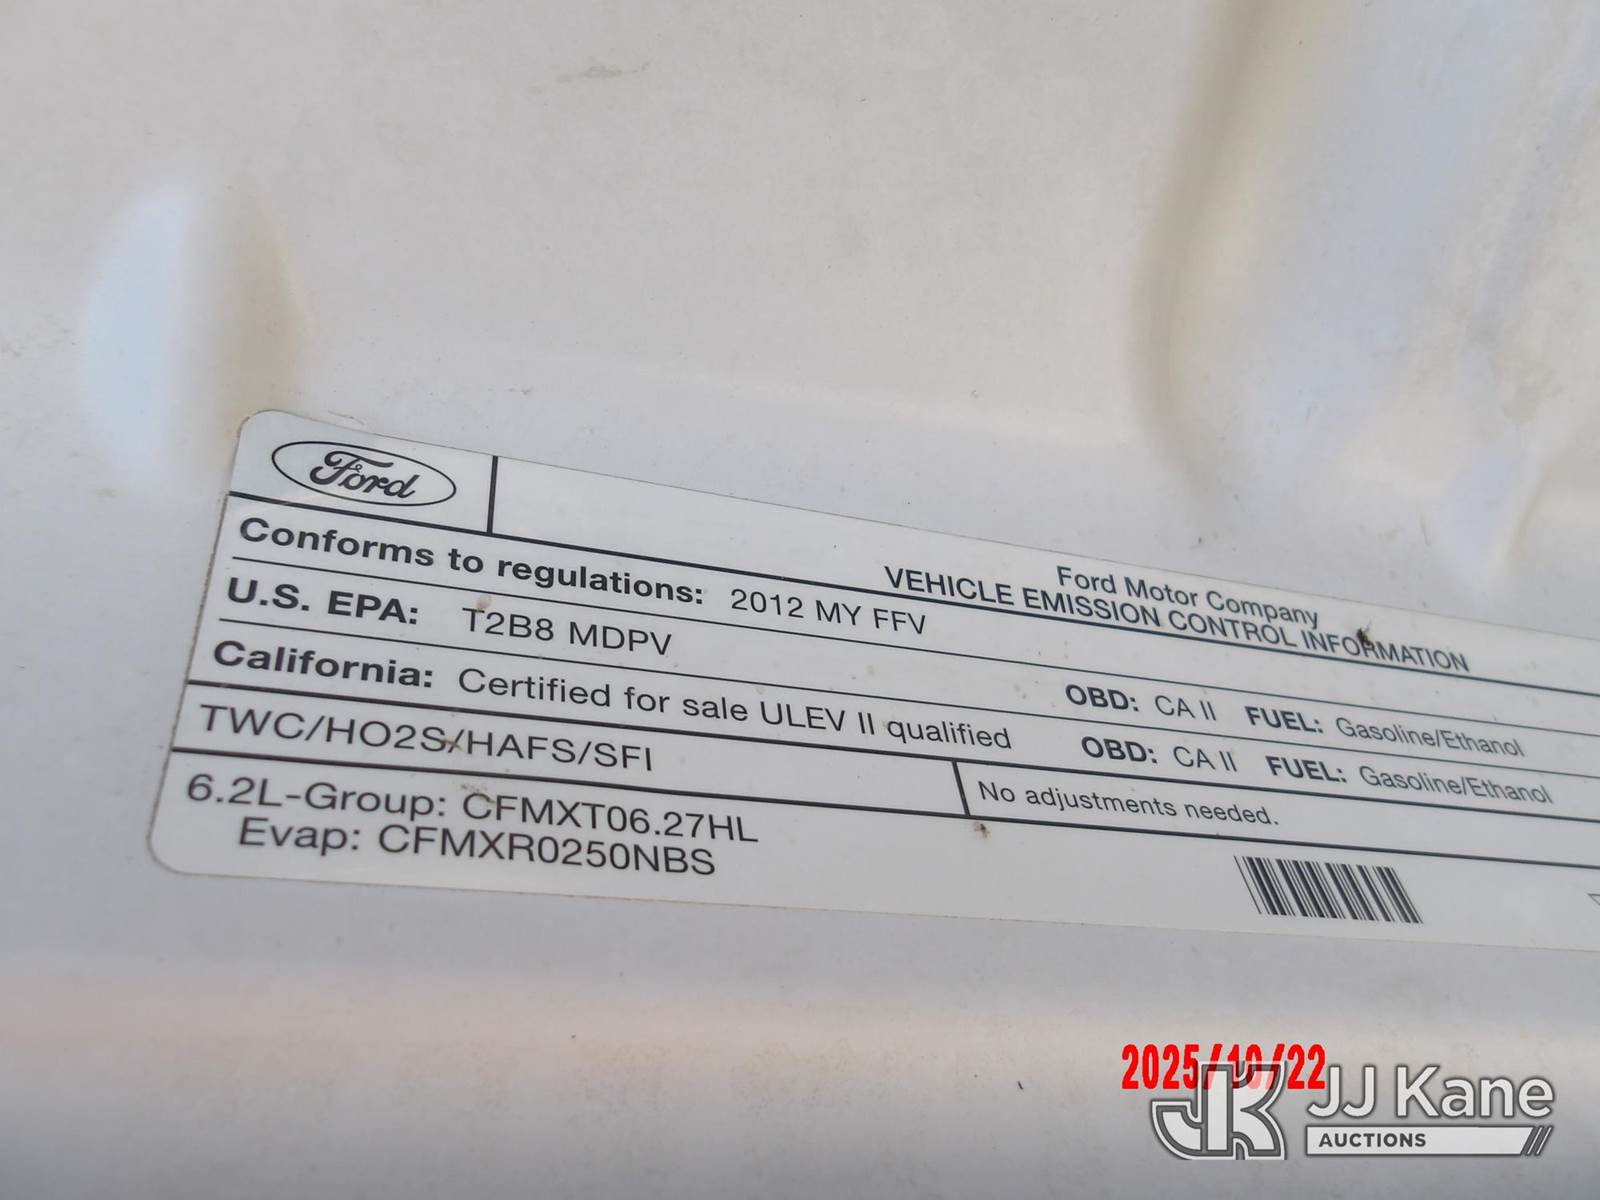 Ford
Ford Motor Company
VEHICLE EMISSION CONTROL INFORMATION
Conforms to regulations: 2012 MY FFV
U.S. EPA: T2B8 MDPV OBD: CA II FUEL: Gasoline/Ethanol
California: Certified for sale ULEV II qualified OBD: CA II FUEL: Gasoline/Ethanol
TWC/HO2S/HAFS/SFI No adjustments needed.
6.2L-Group: CFMXT06.27HL
Evap: CFMXR0250NBS
2025/10/22
JK JJ Kane
AUCTIONS